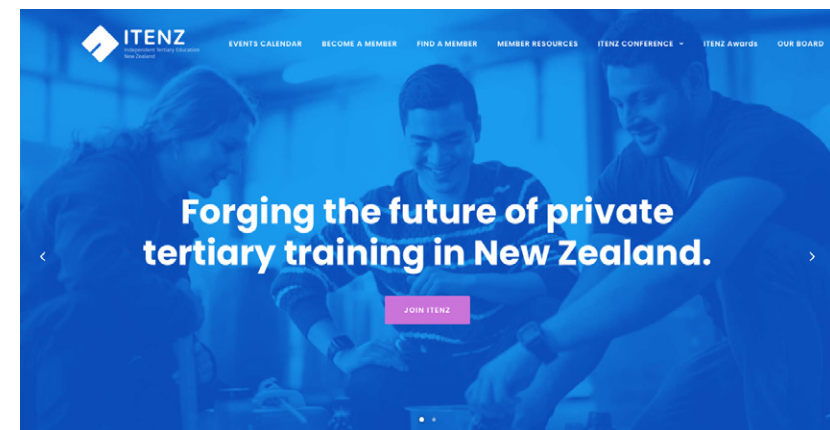 ITENZ
Independent Tertiary Education
New Zealand
EVENTS CALENDAR
BECOME A MEMBER
FIND A MEMBER
MEMBER RESOURCES
ITENZ CONFERENCE
ITENZ Awards
OUR BOARD
Forging the future of private
tertiary training in New Zealand.
JOIN ITENZ